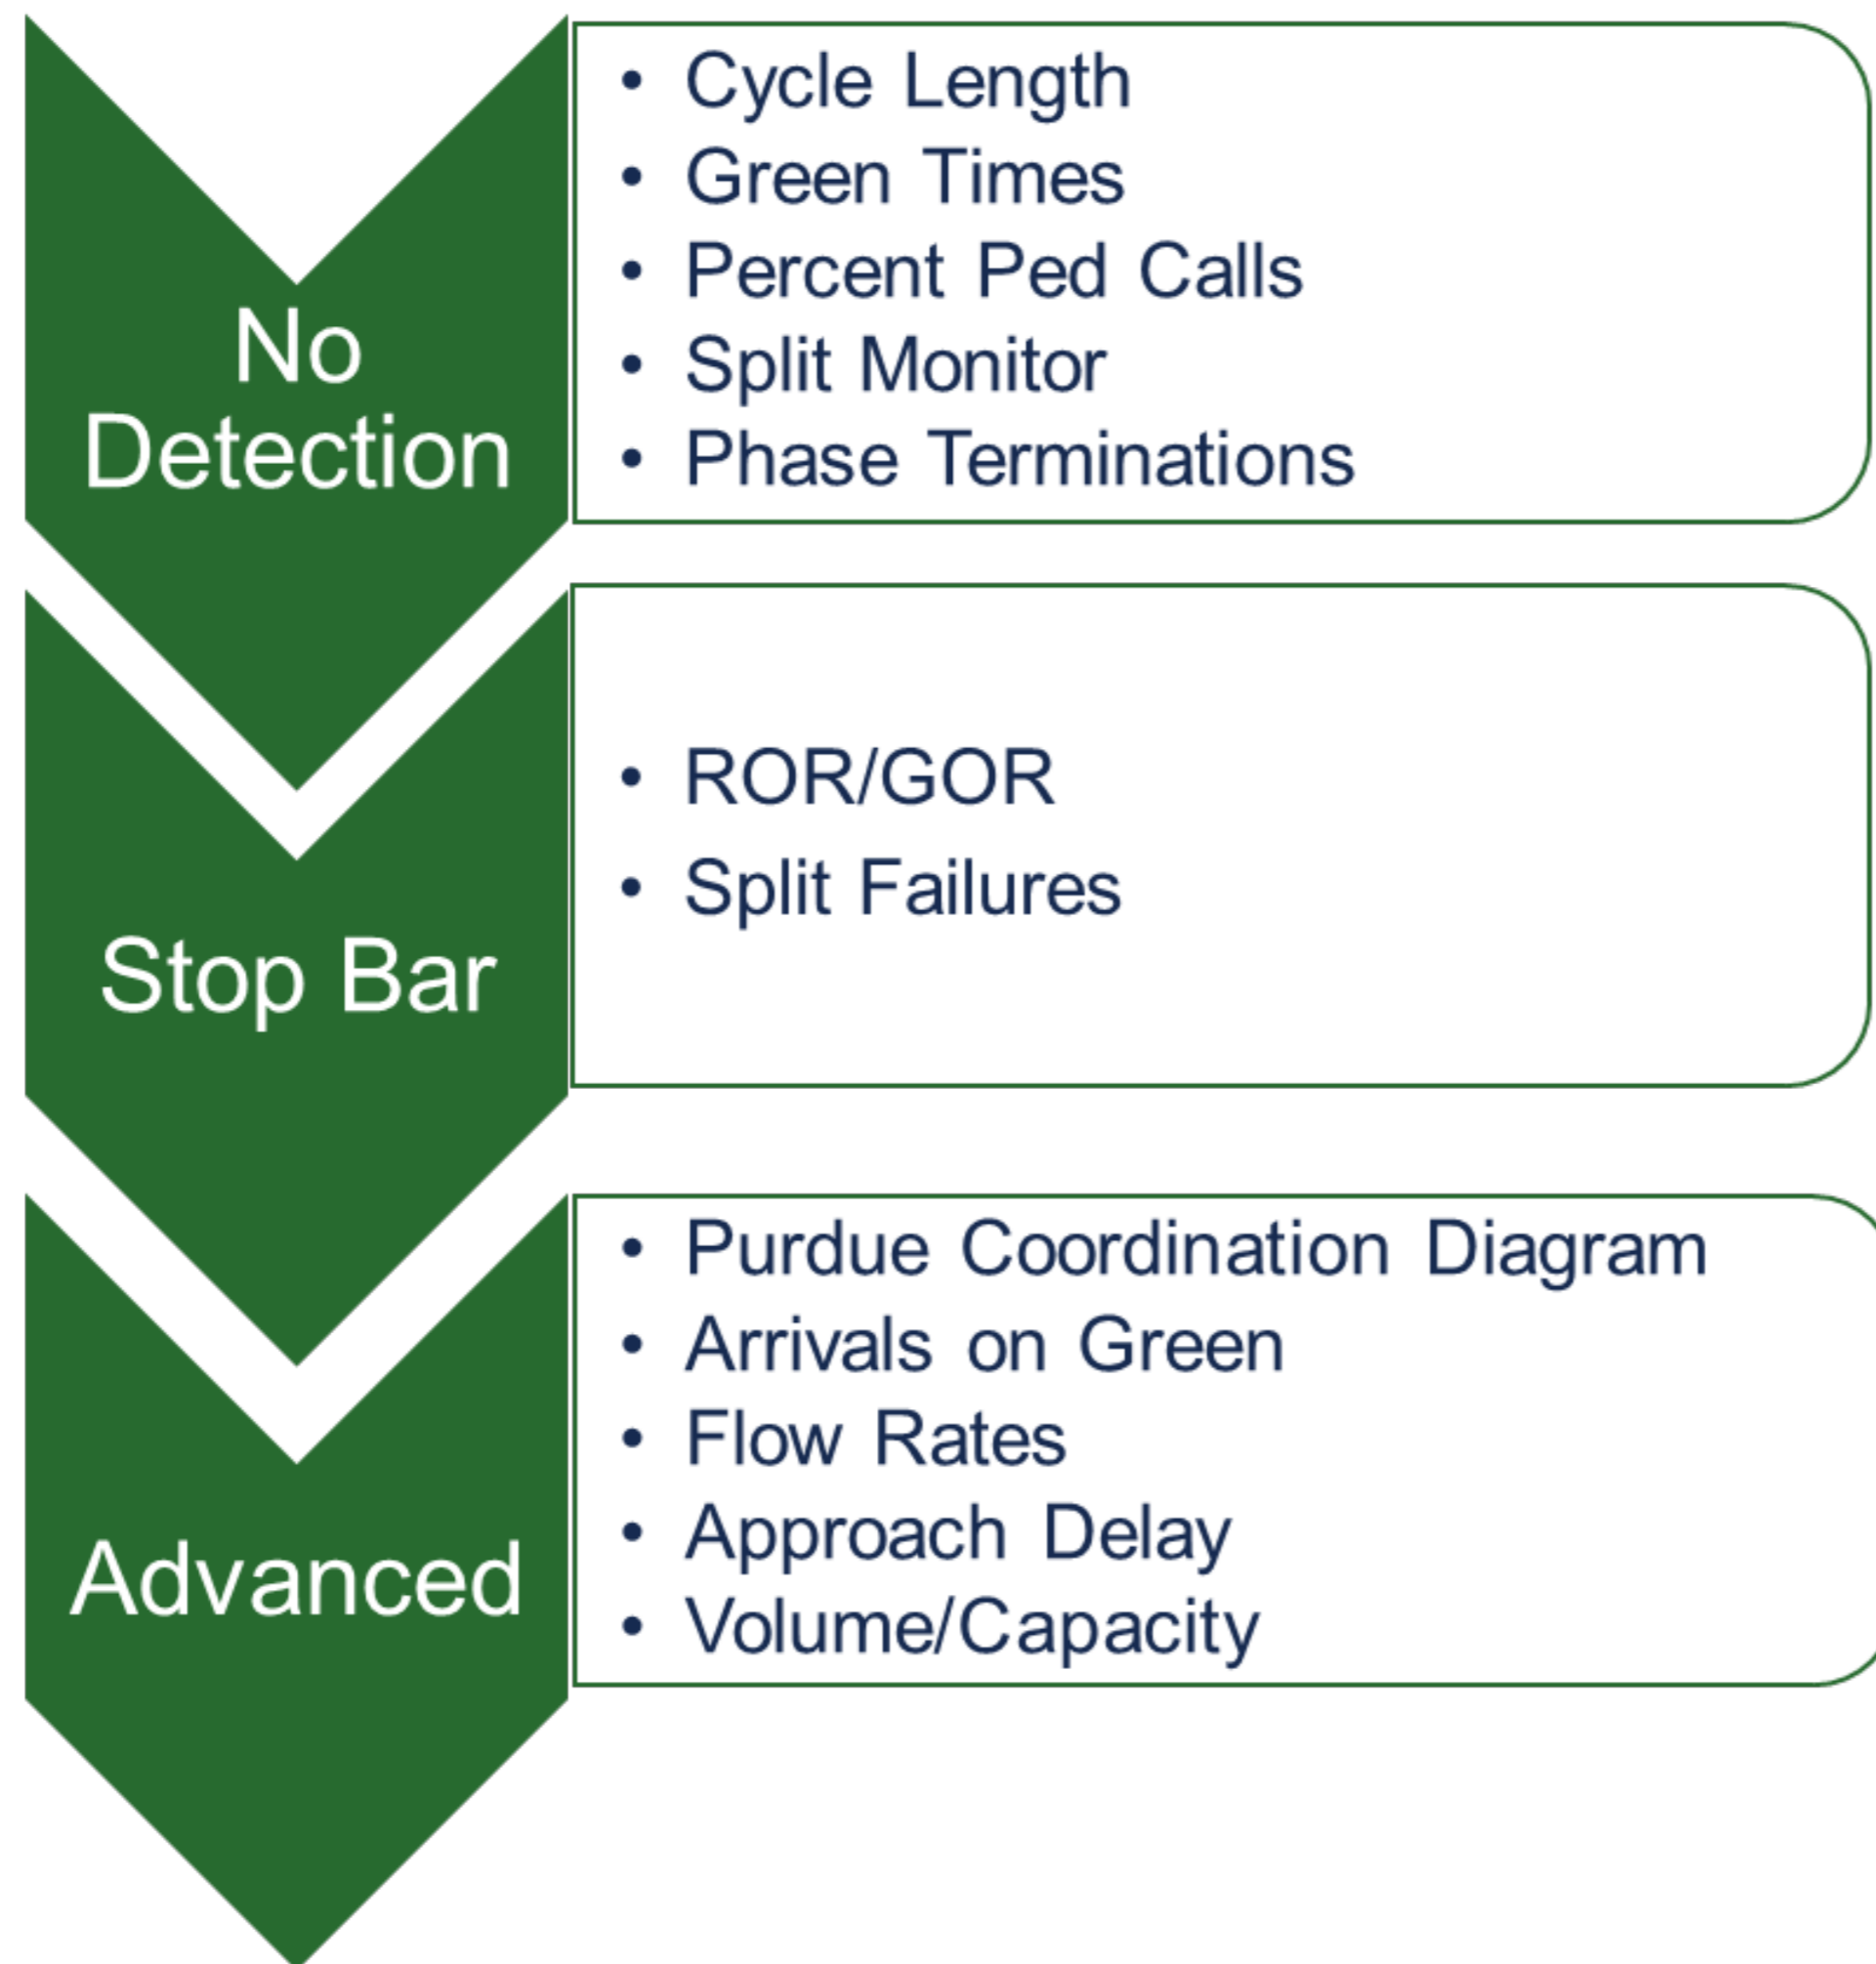 No
Detection
• Cycle Length
• Green Times
• Percent Ped Calls
• Split Monitor
• Phase Terminations
Stop Bar
• ROR/GOR
• Split Failures
Advanced
• Purdue Coordination Diagram
• Arrivals on Green
• Flow Rates
• Approach Delay
• Volume/Capacity